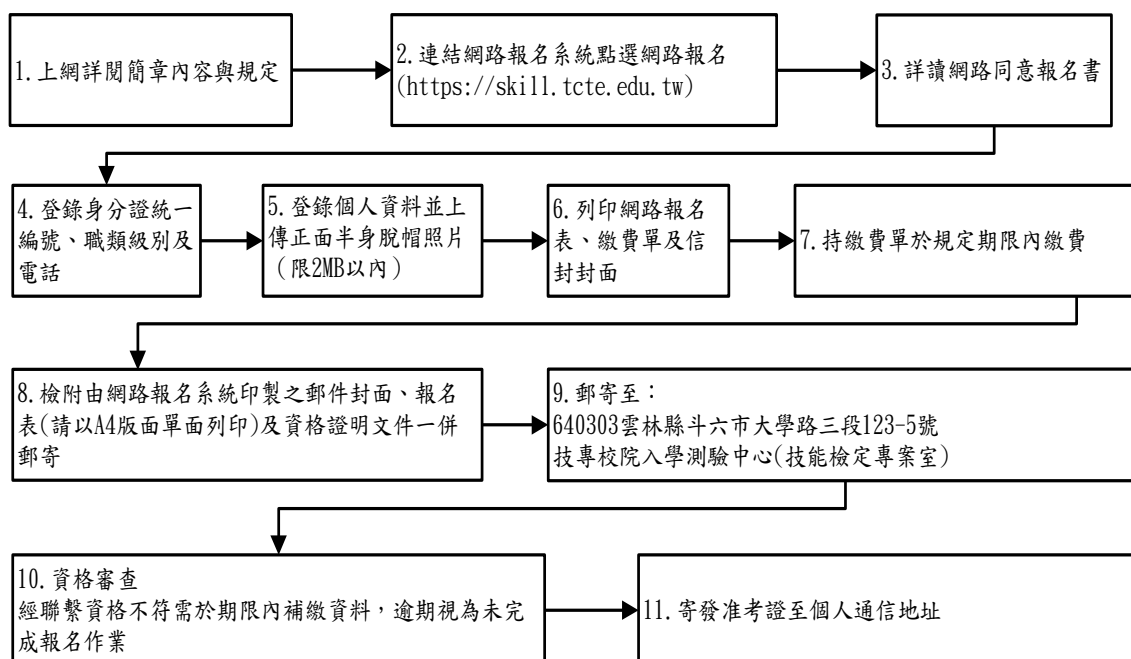 1.上網詳閱簡章內容與規定
2.連結網路報名系統點選網路報名
(https://skill.tcte.edu.tw)
3.詳讀網路同意報名書
4.登錄身分證統一
編號、職類級別及
電話
5.登錄個人資料並上
傳正面半身脫帽照片
（限2MB以內）
6.列印網路報名
表、繳費單及信
封封面
7.持繳費單於規定期限內繳費
8.檢附由網路報名系統印製之郵件封面、報名
表(請以A4版面單面列印)及資格證明文件一併
郵寄
9.郵寄至：
640303雲林縣斗六市大學路三段123-5號
技專校院入學測驗中心(技能檢定專案室)
10.資格審查
經聯繫資格不符需於期限內補繳資料，逾期視為未完
成報名作業
11.寄發准考證至個人通信地址